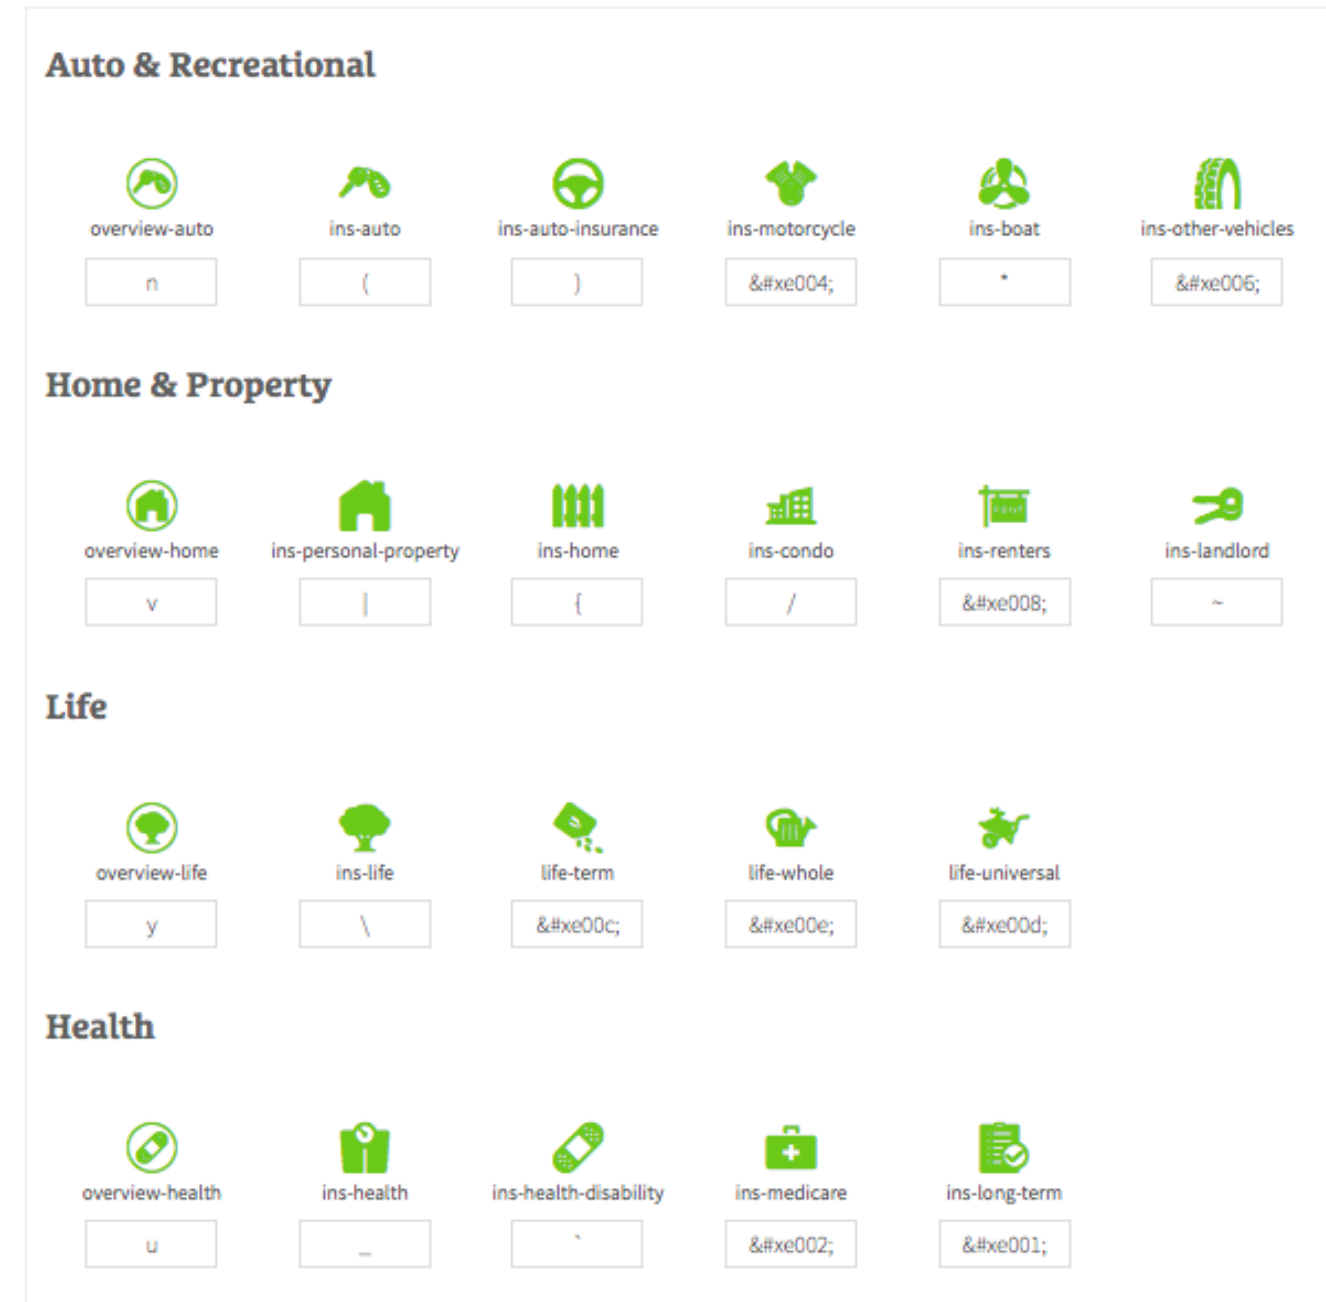 Auto & Recreational
overview-auto ins-auto ins-auto-insurance ins-motorcycle ins-boat ins-other-vehicles
n ( ) &#xe004; * &#xe006;
Home & Property
RENT
overview-home ins-personal-property ins-home ins-condo ins-renters ins-landlord
v | { / &#xe008; ~
Life
overview-life ins-life life-term life-whole life-universal
y \ &#xe00c; &#xe00e; &#xe00d;
Health
overview-health ins-health ins-health-disability ins-medicare ins-long-term
u _ ` &#xe002; &#xe001;